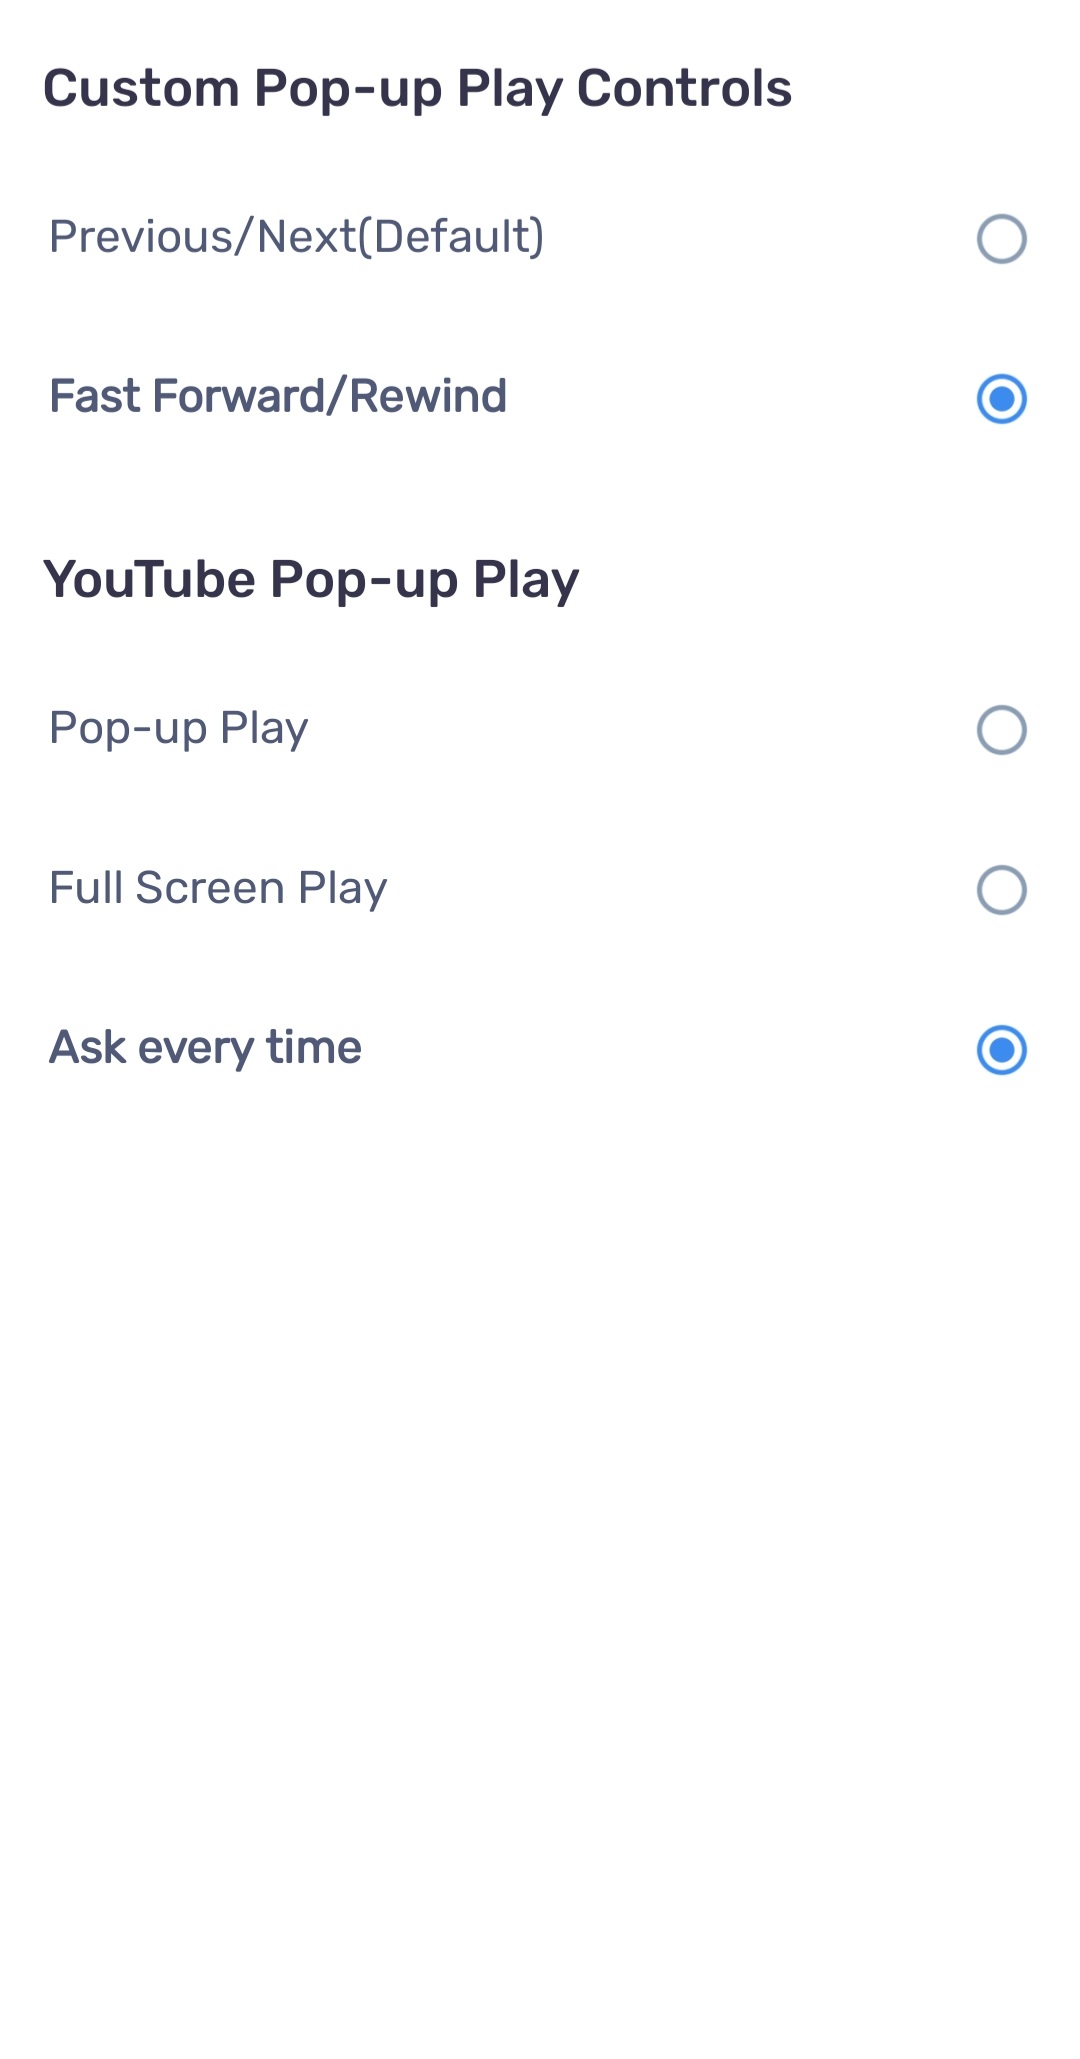 Custom Pop-up Play Controls
Previous/Next(Default)
Fast Forward/Rewind
YouTube Pop-up Play
Pop-up Play
Full Screen Play
Ask every time